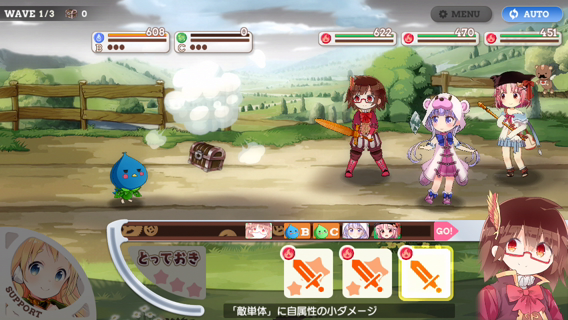 WAVE 1/3 0
MENU
AUTO
608
B
0
C
622
470
451
B C GO!
SUPPORT
とっておき
「敵単体」に自属性の小ダメージ